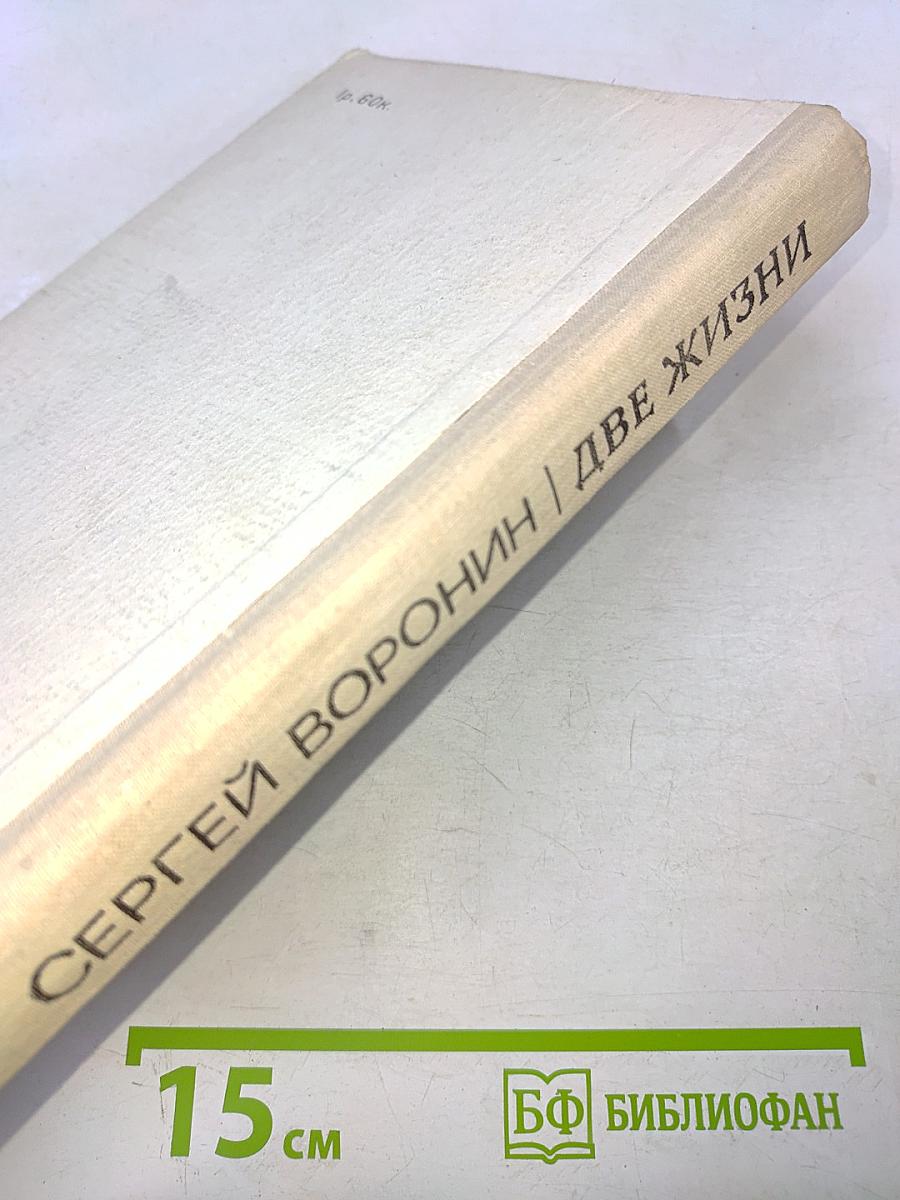 1р. 60к.
СЕРГЕЙ ВОРОНИН | ДВЕ ЖИЗНИ
15 см
БФ БИБЛИОФАН